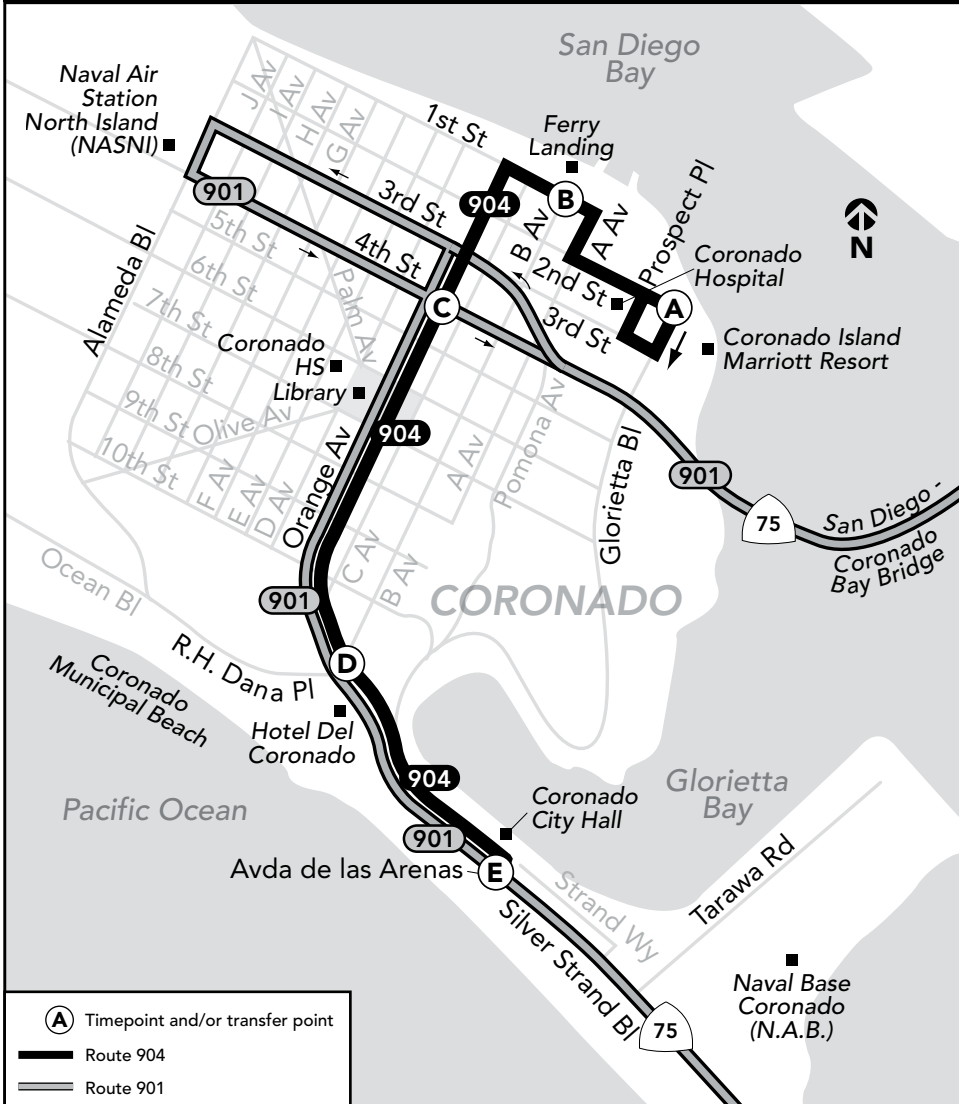 San Diego
Bay
Naval Air
Station
North Island
(NASNI)
J Av
I Av
H Av
G Av
1st St
Ferry
Landing
Prospect Pl
B
904
901
3rd St
B Av
A Av
N
5th St
4th St
2nd St
Coronado
Hospital
6th St
Palm Av
C
A
3rd St
Alameda Bl
7th St
Coronado
HS
Library
Coronado Island
Marriott Resort
8th St
9th St
Olive Av
904
10th St
F Av
E Av
D Av
Orange Av
A Av
Pomona Av
Glorietta Bl
901
75
San Diego -
Coronado
Bay Bridge
C Av
B Av
Ocean Bl
901
CORONADO
R.H. Dana Pl
D
Coronado
Municipal Beach
Hotel Del
Coronado
904
Glorietta
Bay
Pacific Ocean
Coronado
City Hall
901
Avda de las Arenas
E
Strand Wy
Tarawa Rd
Silver Strand Bl
75
Naval Base
Coronado
(N.A.B.)
A Timepoint and/or transfer point
Route 904
Route 901